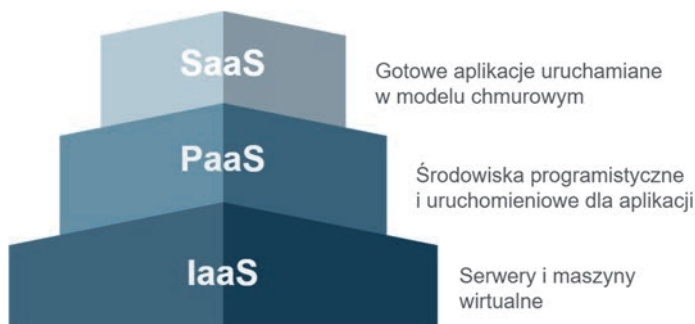 SaaS
Gotowe aplikacje uruchamiane
w modelu chmurowym
PaaS
Środowiska programistyczne
i uruchomieniowe dla aplikacji
IaaS
Serwery i maszyny
wirtualne